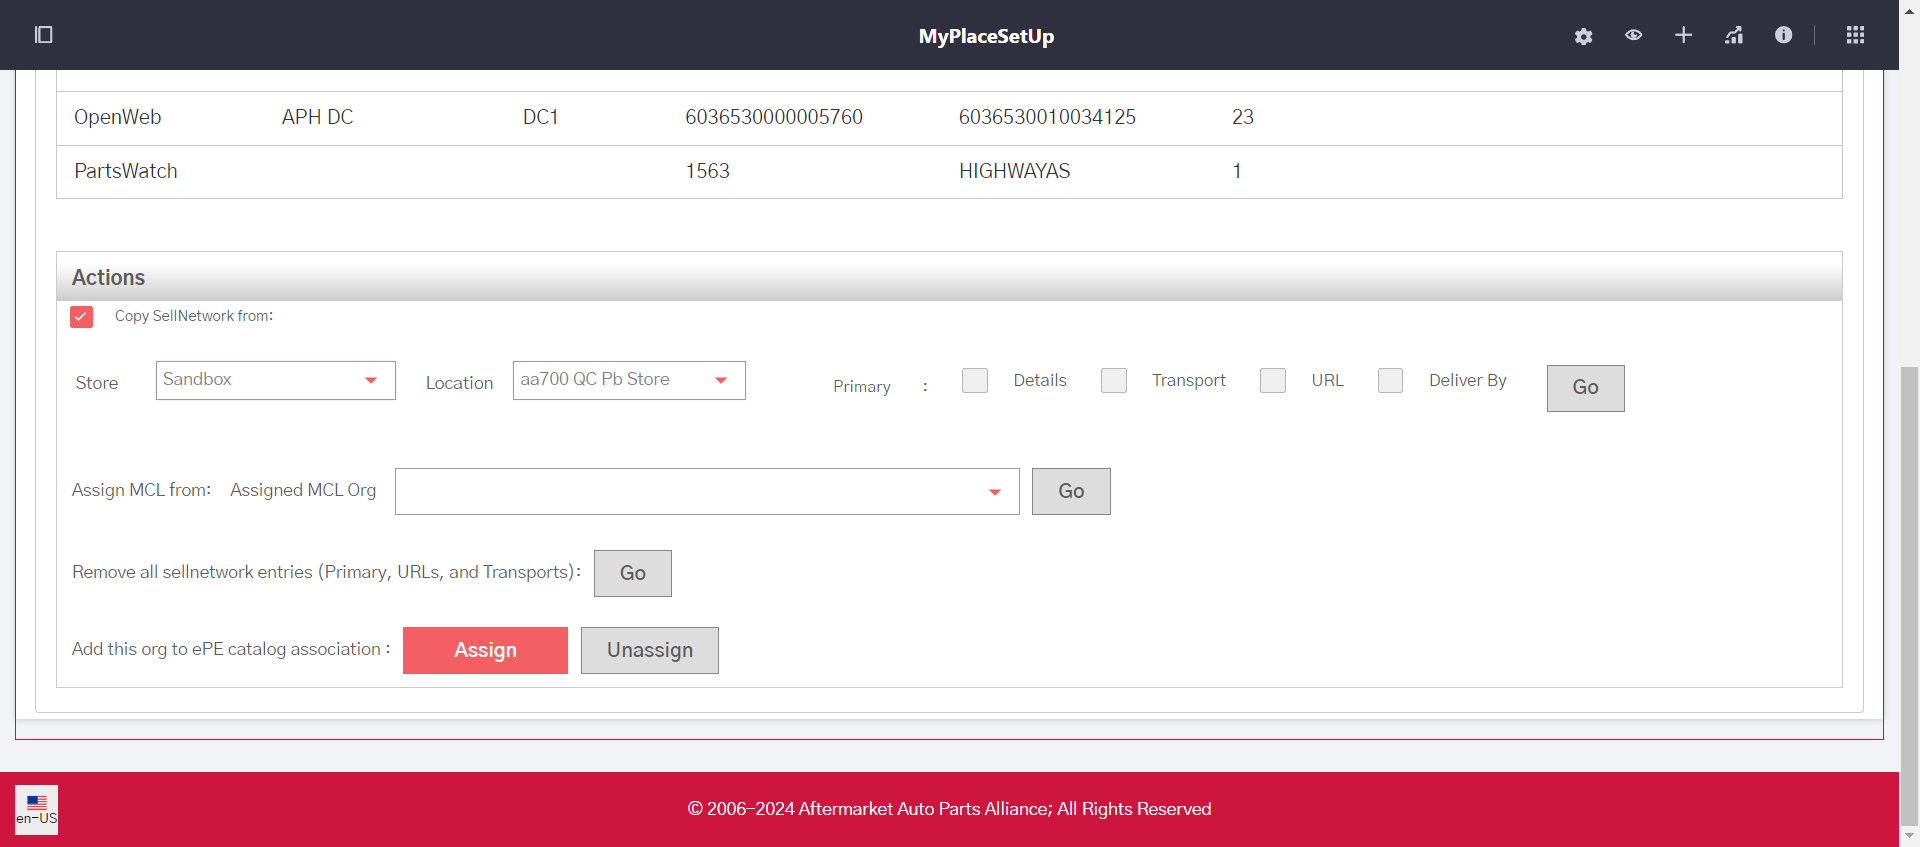 MyPlaceSetUp
OpenWeb APH DC DC1 6036530000005760 6036530010034125 23
PartsWatch 1563 HIGHWAYAS 1
Actions
Copy SellNetwork from:
Store Sandbox Location aa700 QC Pb Store Primary : Details Transport URL Deliver By Go
Assign MCL from: Assigned MCL Org Go
Remove all sellnetwork entries (Primary, URLs, and Transports): Go
Add this org to ePE catalog association : Assign Unassign
© 2006-2024 Aftermarket Auto Parts Alliance; All Rights Reserved
en-US